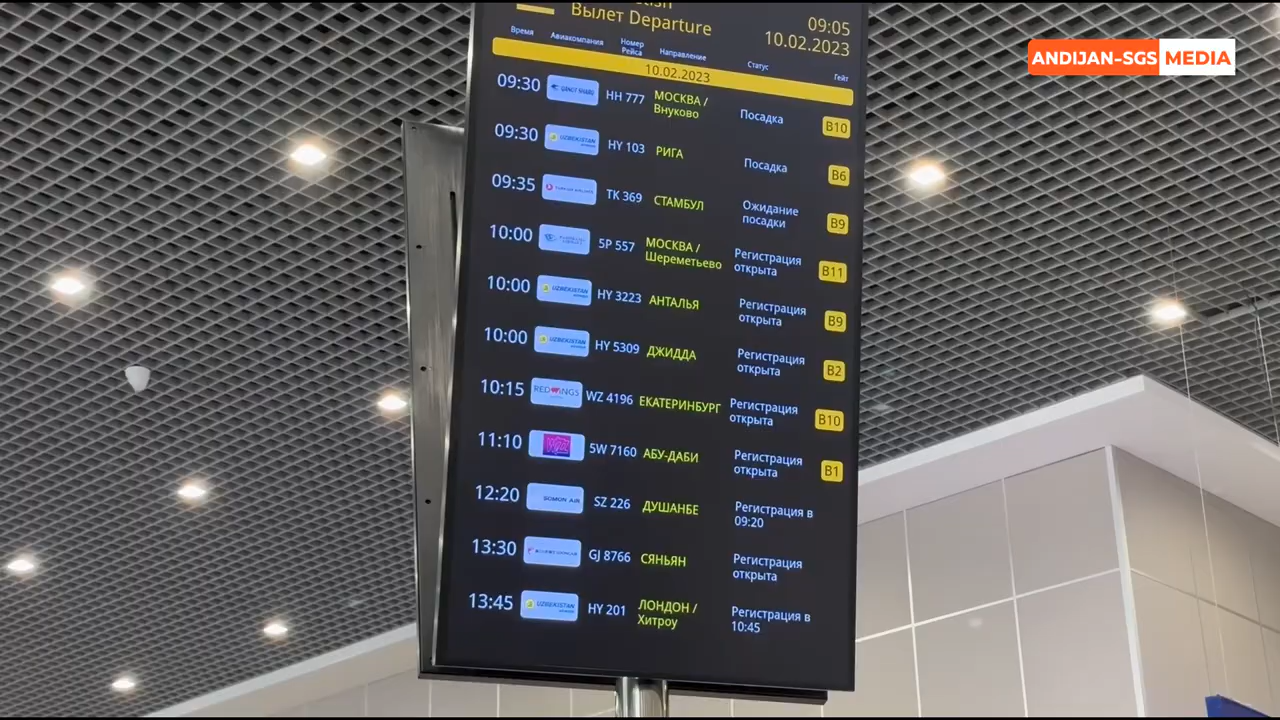 Вылет Departure
09:05
10.02.2023
ANDIJAN-SGS MEDIA
Время Авиакомпания Номер Рейса Направление Статус Гейт
10.02.2023
09:30 HH 777 МОСКВА / Внуково Посадка B10
09:30 UZBEKISTAN HY 103 РИГА Посадка B6
09:35 TURKISH AIRLINES TK 369 СТАМБУЛ Ожидание посадки B9
10:00 5P 557 МОСКВА / Шереметьево Регистрация открыта B11
10:00 UZBEKISTAN HY 3223 АНТАЛЬЯ Регистрация открыта B9
10:00 UZBEKISTAN HY 5309 ДЖИДДА Регистрация открыта B2
10:15 REDWINGS WZ 4196 ЕКАТЕРИНБУРГ Регистрация открыта B10
11:10 5W 7160 АБУ-ДАБИ Регистрация открыта B1
12:20 SOMON AIR SZ 226 ДУШАНБЕ Регистрация в 09:20
13:30 GJ 8766 СЯНЬЯН Регистрация открыта
13:45 UZBEKISTAN HY 201 ЛОНДОН / Хитроу Регистрация в 10:45